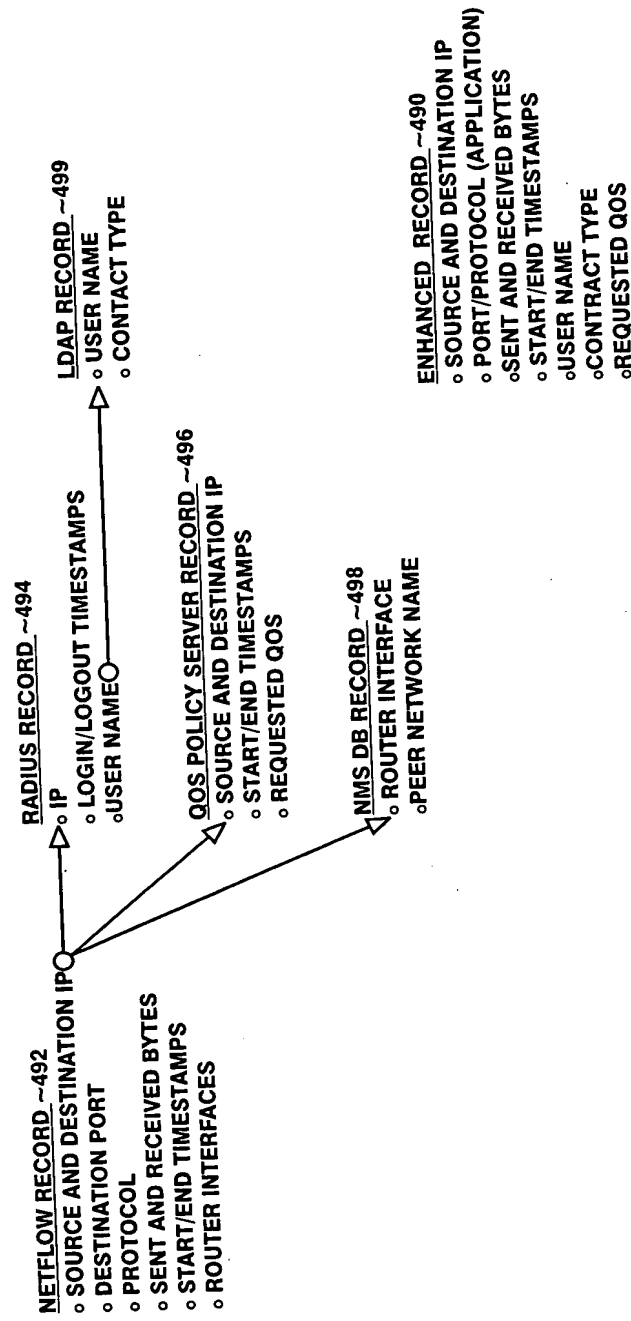 NETFLOW RECORD ~492
o SOURCE AND DESTINATION IP
o DESTINATION PORT
o PROTOCOL
o SENT AND RECEIVED BYTES
o START/END TIMESTAMPS
o ROUTER INTERFACES
RADIUS RECORD ~494
o IP
o LOGIN/LOGOUT TIMESTAMPS
o USER NAME
QOS POLICY SERVER RECORD ~496
o SOURCE AND DESTINATION IP
o START/END TIMESTAMPS
o REQUESTED QOS
NMS DB RECORD ~498
o ROUTER INTERFACE
o PEER NETWORK NAME
LDAP RECORD ~499
o USER NAME
o CONTACT TYPE
ENHANCED RECORD ~490
o SOURCE AND DESTINATION IP
o PORT/PROTOCOL (APPLICATION)
o SENT AND RECEIVED BYTES
o START/END TIMESTAMPS
o USER NAME
o CONTRACT TYPE
o REQUESTED QOS